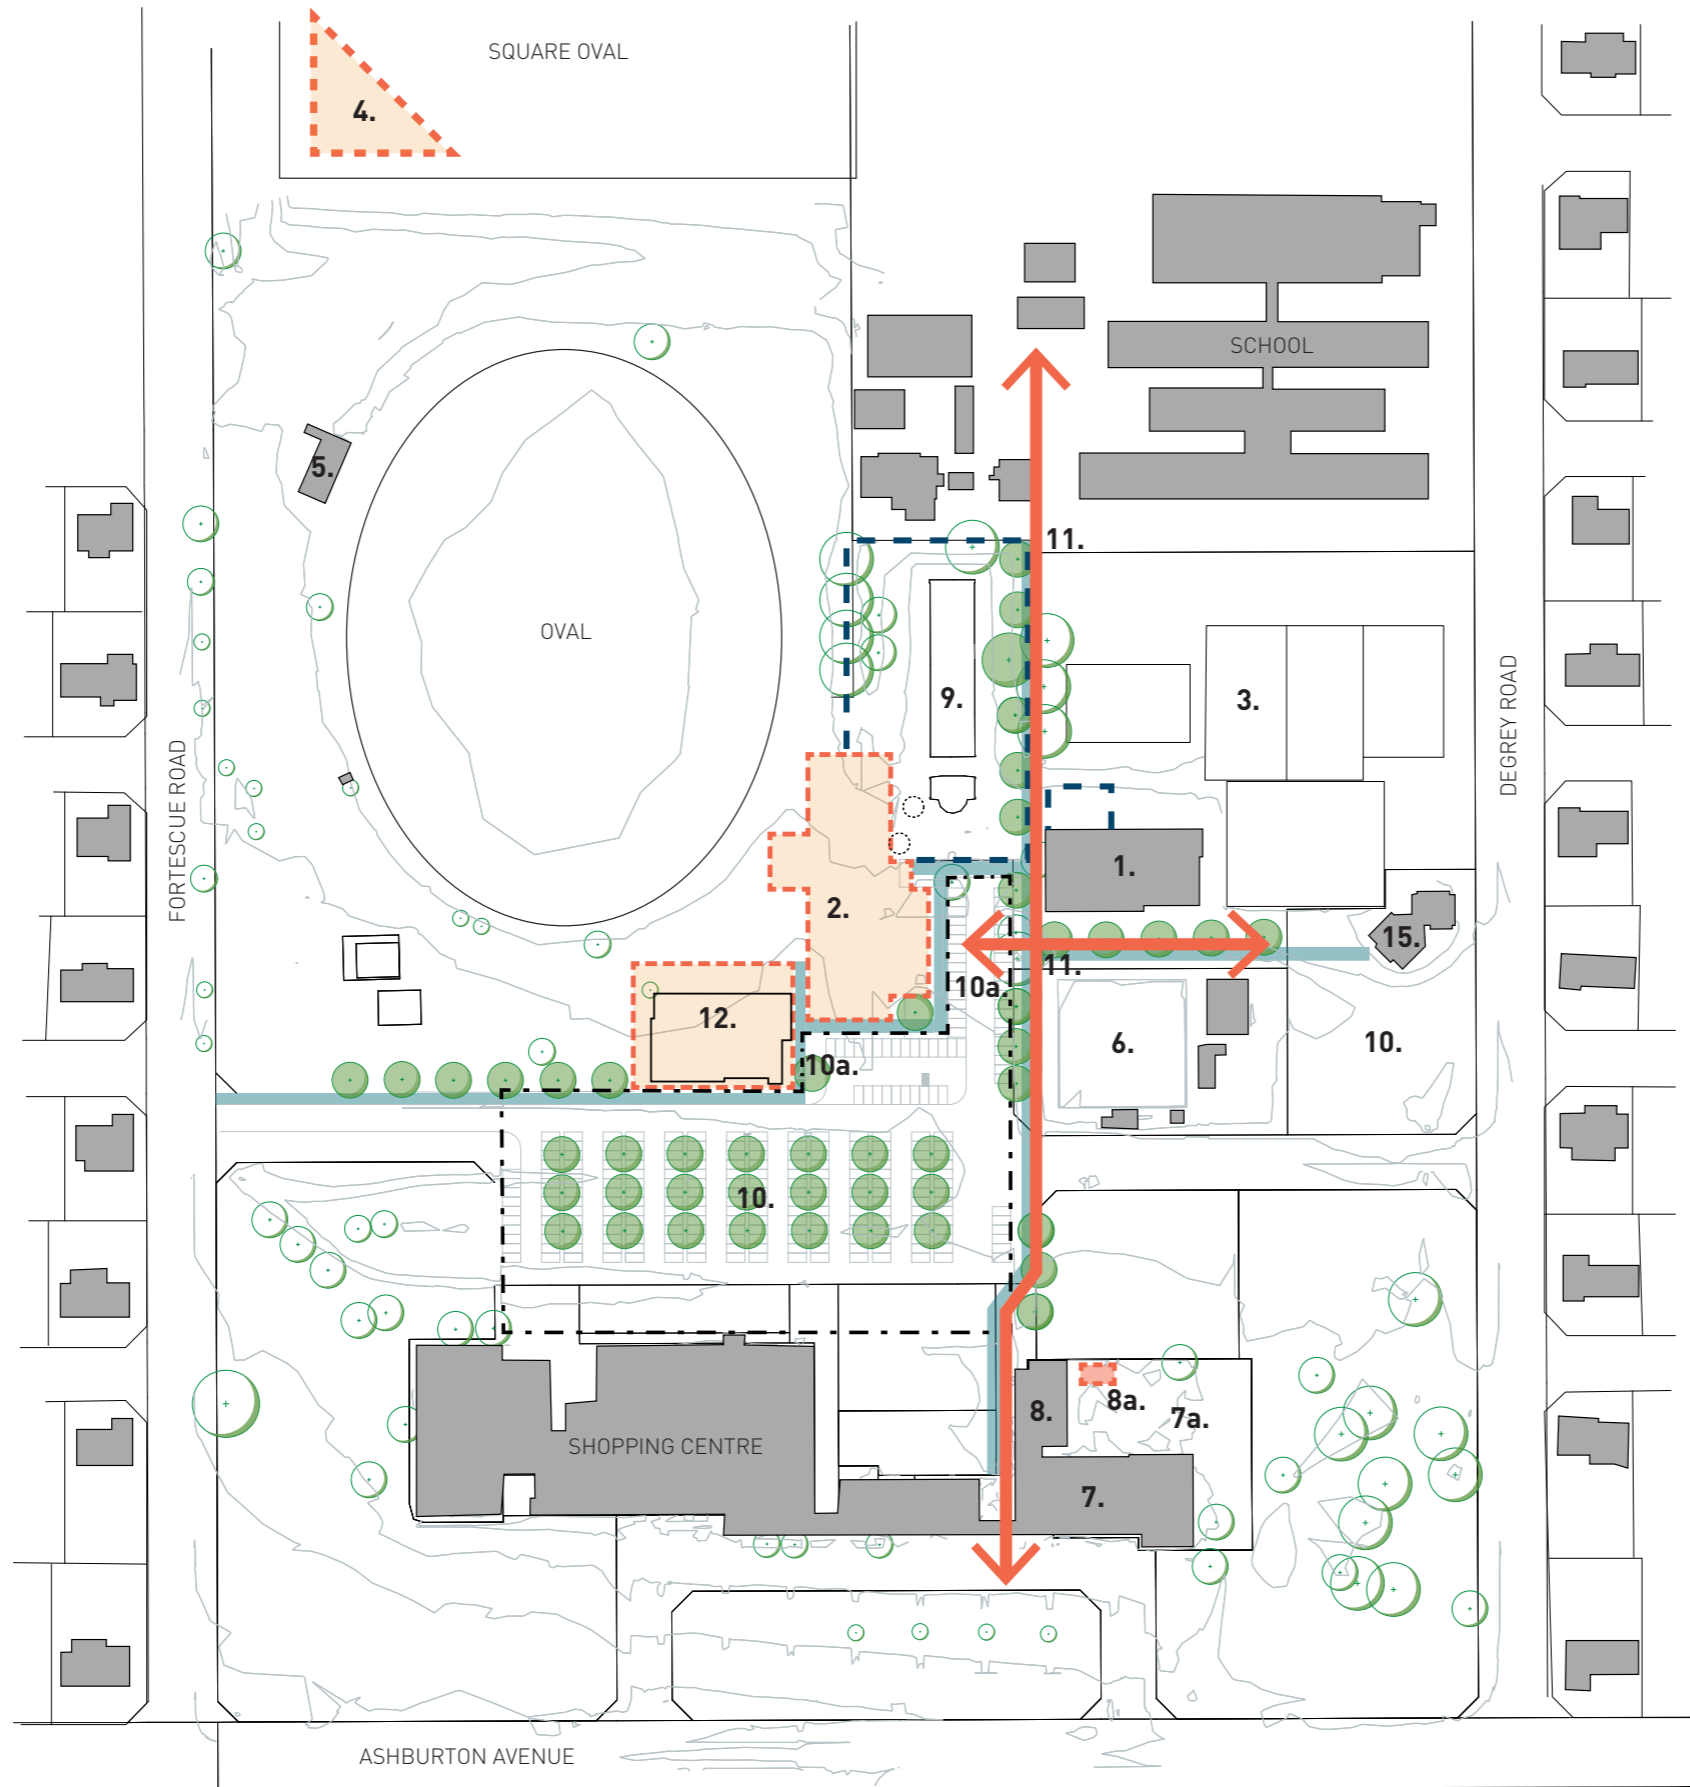 SQUARE OVAL
4.
SCHOOL
5.
11.
OVAL
9.
3.
DEGREY ROAD
FORTESCUE ROAD
1.
2.
15.
11.
10a.
12.
6.
10.
10a.
10.
8.
8a.
7a.
SHOPPING CENTRE
7.
ASHBURTON AVENUE